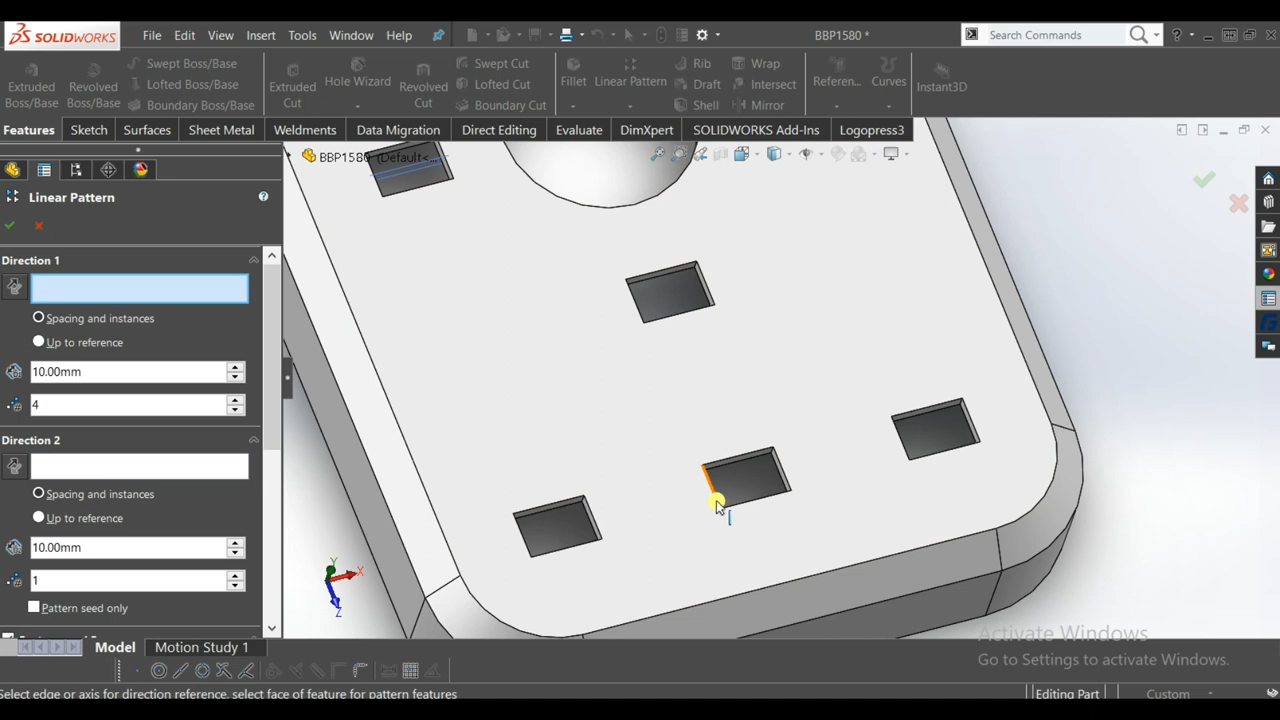 SOLIDWORKS File Edit View Insert Tools Window Help BBP1580 * Search Commands ?
Extruded Boss/Base Revolved Boss/Base Swept Boss/Base Lofted Boss/Base Boundary Boss/Base Extruded Cut Hole Wizard Revolved Cut Swept Cut Lofted Cut Boundary Cut Fillet Linear Pattern Rib Draft Shell Wrap Intersect Mirror Referen... Curves Instant3D
Features Sketch Surfaces Sheet Metal Weldments Data Migration Direct Editing Evaluate DimXpert SOLIDWORKS Add-Ins Logopress3
BBP1580 (Default<...
Linear Pattern ?
Direction 1
Spacing and instances
Up to reference
10.00mm
4
Direction 2
Spacing and instances
Up to reference
10.00mm
1
Pattern seed only
Y
X
Z
Activate Windows
Go to Settings to activate Windows.
Model Motion Study 1
Select edge or axis for direction reference, select face of feature for pattern features Editing Part Custom